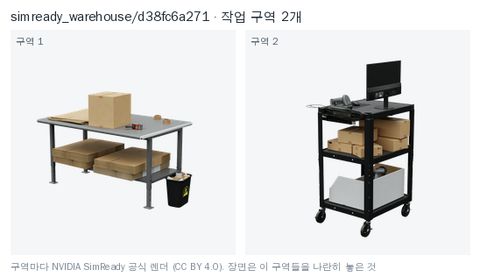 simready_warehouse/d38fc6a271 · 작업 구역 2개
구역 1
구역 2
구역마다 NVIDIA SimReady 공식 렌더 (CC BY 4.0). 장면은 이 구역들을 나란히 놓은 것